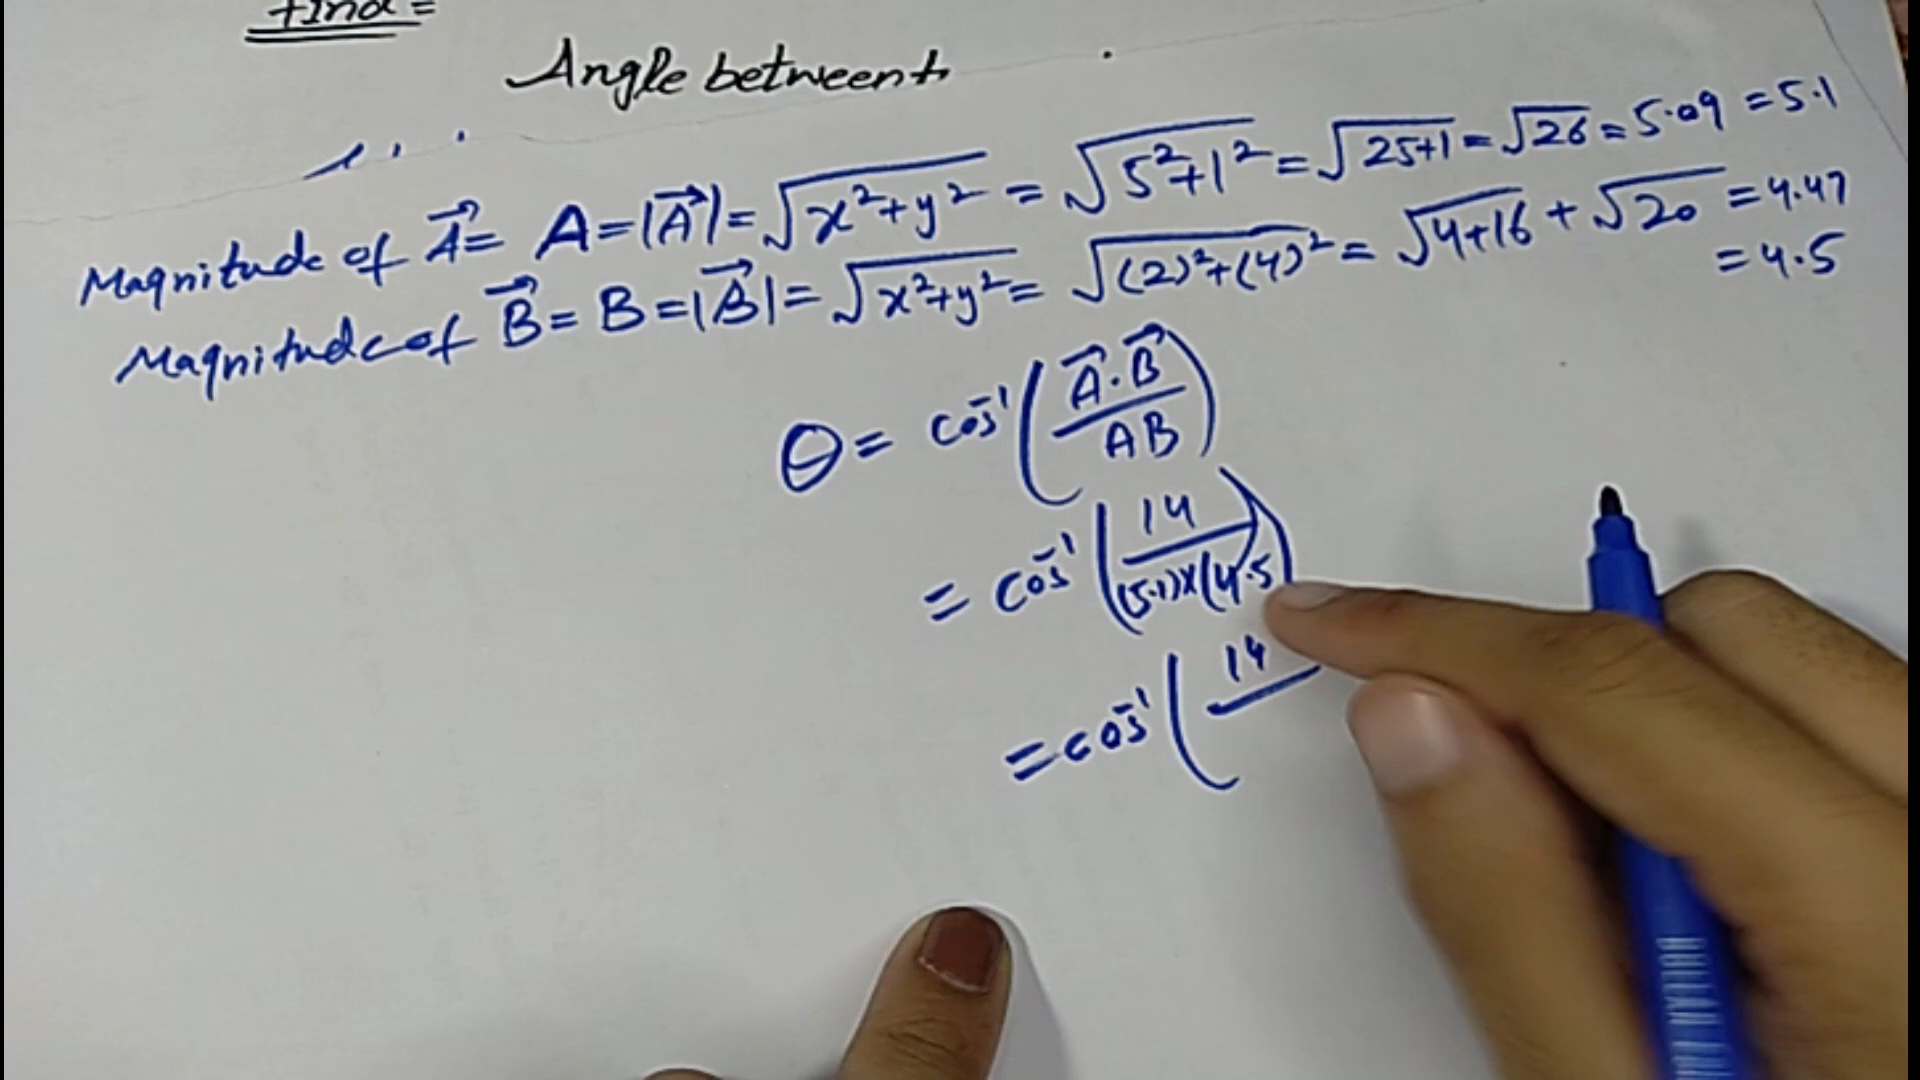 find =
Angle between
Magnitude of A⃗ = A = |A⃗| = √x²+y² = √5²+1² = √25+1 = √26 = 5.09 = 5.1
Magnitude of B⃗ = B = |B⃗| = √x²+y² = √(2)²+(4)² = √4+16 + √20 = 4.47
= 4.5
θ = cos⁻¹ (A⃗.B⃗ / AB)
= cos⁻¹ (14 / (5.1)×(4.5))
= cos⁻¹ (14